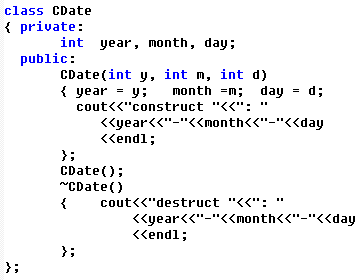 class CDate
{ private:
       int  year, month, day;
  public:
       CDate(int y, int m, int d)
       { year = y;   month =m;  day = d;
         cout<<"construct "<<": "
            <<year<<"-"<<month<<"-"<<day
            <<endl;
       };
       CDate();
       ~CDate()
       {    cout<<"destruct "<<": "
                <<year<<"-"<<month<<"-"<<day
                <<endl;
       };
};